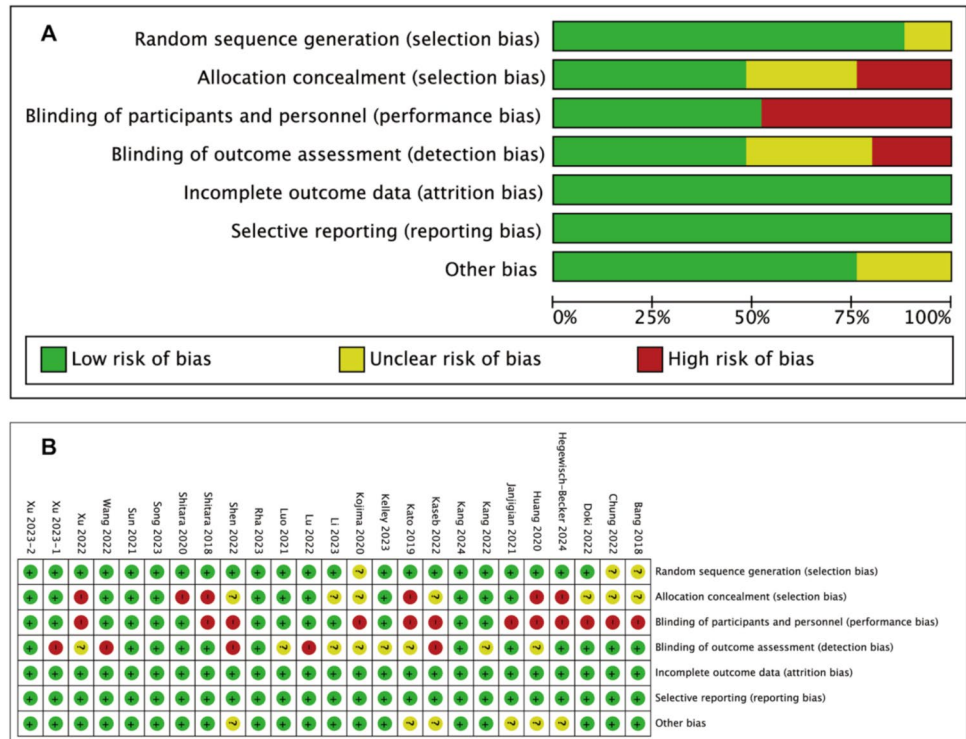 A
Random sequence generation (selection bias)
Allocation concealment (selection bias)
Blinding of participants and personnel (performance bias)
Blinding of outcome assessment (detection bias)
Incomplete outcome data (attrition bias)
Selective reporting (reporting bias)
Other bias
0% 25% 50% 75% 100%
Low risk of bias Unclear risk of bias High risk of bias
B
Xu 2023-2
Xu 2023-1
Xu 2022
Wang 2022
Sun 2021
Song 2023
Shitara 2020
Shitara 2018
Shen 2022
Rha 2023
Luo 2021
Lu 2022
Li 2023
Kojima 2020
Kelley 2023
Kato 2019
Kaseb 2022
Kang 2024
Kang 2022
Janjigian 2021
Huang 2020
Hegewisch-Becker 2024
Doki 2022
Chung 2022
Bang 2018
Random sequence generation (selection bias)
Allocation concealment (selection bias)
Blinding of participants and personnel (performance bias)
Blinding of outcome assessment (detection bias)
Incomplete outcome data (attrition bias)
Selective reporting (reporting bias)
Other bias